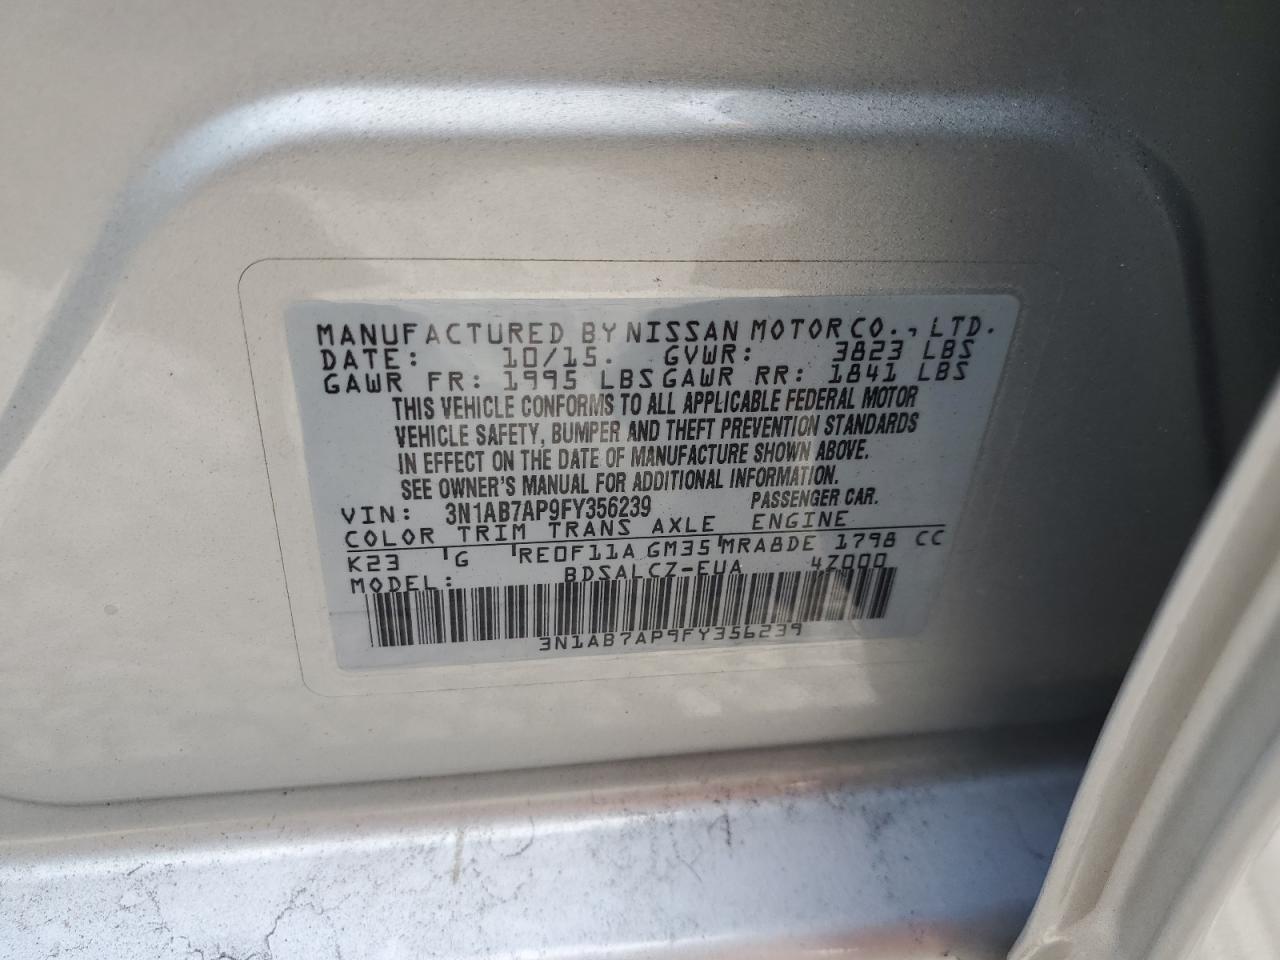 MANUFACTURED BY NISSAN MOTOR CO., LTD.
DATE: 10/15. GVWR: 3823 LBS
GAWR FR: 1995 LBS GAWR RR: 1841 LBS
THIS VEHICLE CONFORMS TO ALL APPLICABLE FEDERAL MOTOR
VEHICLE SAFETY, BUMPER AND THEFT PREVENTION STANDARDS
IN EFFECT ON THE DATE OF MANUFACTURE SHOWN ABOVE.
SEE OWNER'S MANUAL FOR ADDITIONAL INFORMATION.
VIN: 3N1AB7AP9FY356239 PASSENGER CAR.
COLOR TRIM TRANS AXLE ENGINE
K23 G RE0F11A GM35 MRA8DE 1798 CC
MODEL: BDSALCZ-EUA 4Z000
3N1AB7AP9FY356239